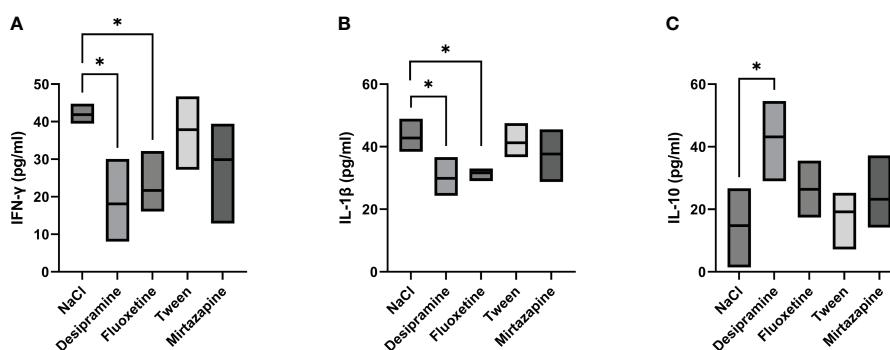 A
*
*
IFN-γ (pg/ml)
50
40
30
20
10
0
NaCl
Desipramine
Fluoxetine
Tween
Mirtazapine
B
*
*
IL-1β (pg/ml)
60
40
20
0
NaCl
Desipramine
Fluoxetine
Tween
Mirtazapine
C
*
IL-10 (pg/ml)
60
40
20
0
NaCl
Desipramine
Fluoxetine
Tween
Mirtazapine